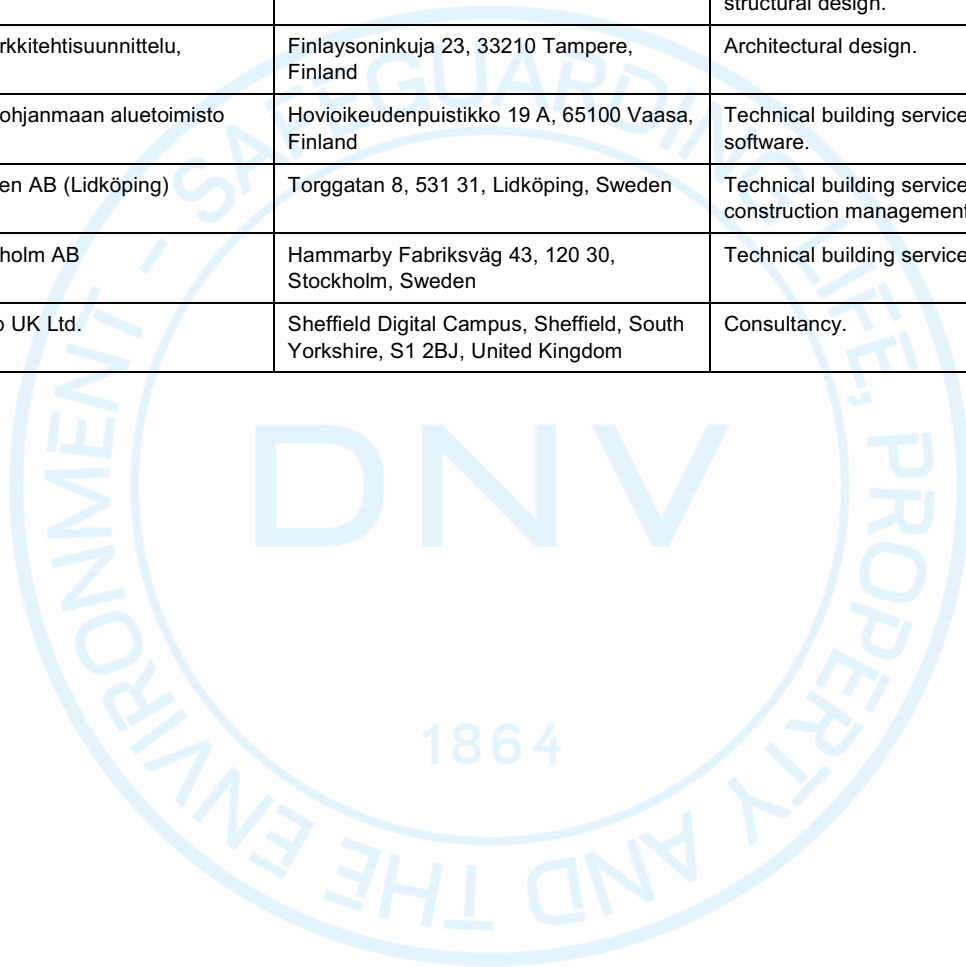 structural design.
rkkitehtisuunnittelu,
Finlaysoninkuja 23, 33210 Tampere,
Finland
Architectural design.
ohjanmaan aluetoimisto
Hovioikeudenpuistikko 19 A, 65100 Vaasa,
Finland
Technical building service
software.
en AB (Lidköping)
Torggatan 8, 531 31, Lidköping, Sweden
Technical building service
construction management
holm AB
Hammarby Fabriksväg 43, 120 30,
Stockholm, Sweden
Technical building service
o UK Ltd.
Sheffield Digital Campus, Sheffield, South
Yorkshire, S1 2BJ, United Kingdom
Consultancy.
SAFEGUARDING LIFE, PROPERTY AND THE ENVIRONMENT -
DNV
1864